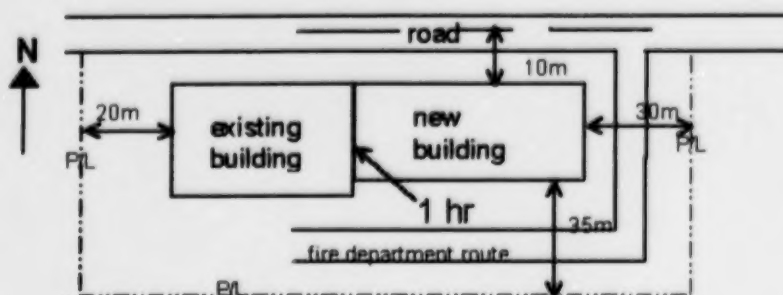 road
N
10m
20m
30m
existing
building
new
building
P/L
P/L
1 hr
35m
fire department route
P/L